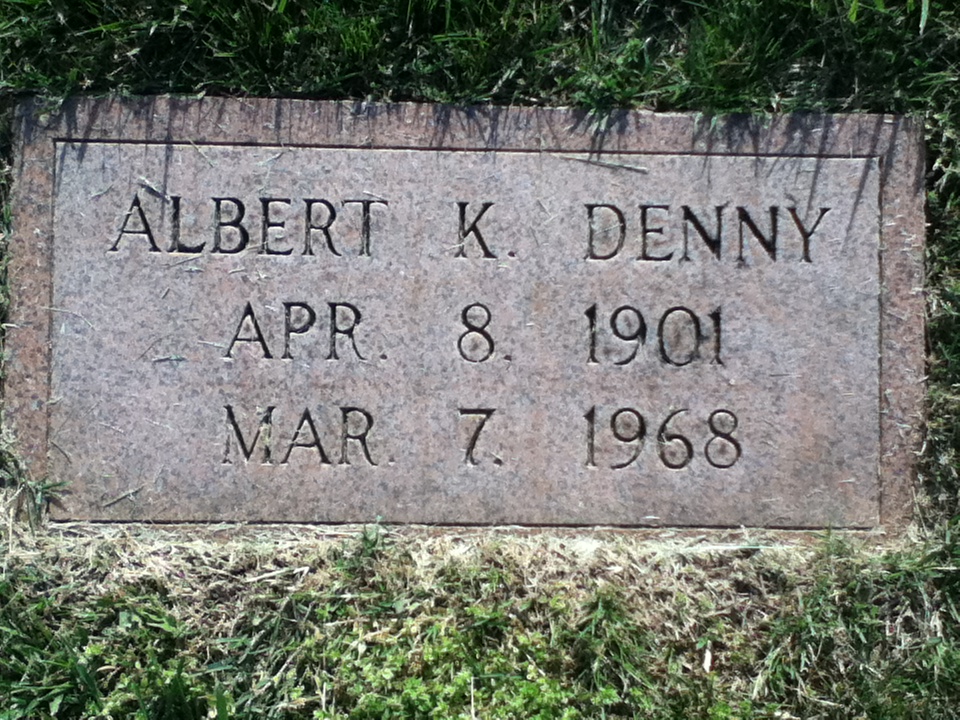 ALBERT K. DENNY
APR. 8, 1901
MAR. 7. 1968